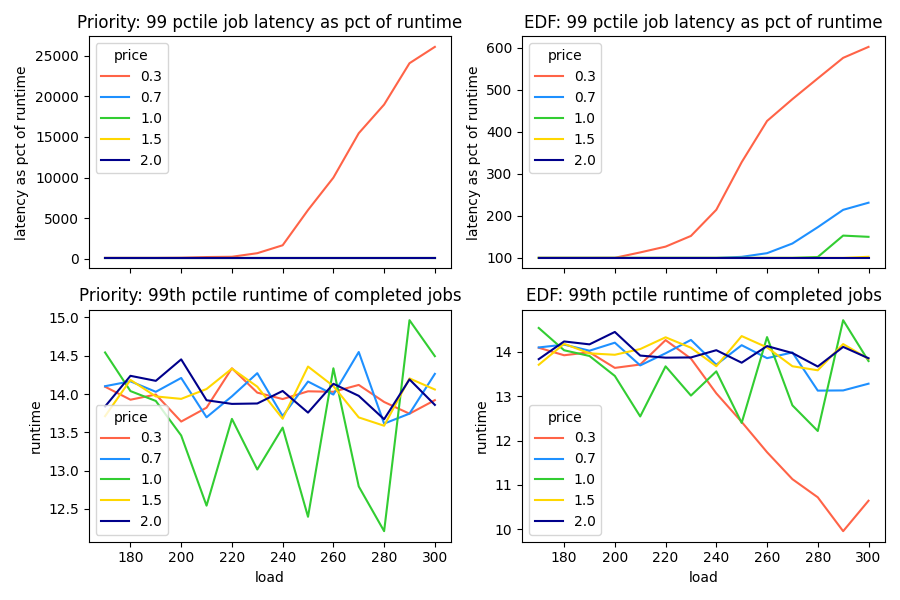 Priority: 99 pctile job latency as pct of runtime
latency as pct of runtime
25000
20000
15000
10000
5000
0
price
0.3
0.7
1.0
1.5
2.0
EDF: 99 pctile job latency as pct of runtime
latency as pct of runtime
600
500
400
300
200
100
price
0.3
0.7
1.0
1.5
2.0
Priority: 99th pctile runtime of completed jobs
runtime
15.0
14.5
14.0
13.5
13.0
12.5
price
0.3
0.7
1.0
1.5
2.0
180 200 220 240 260 280 300
load
EDF: 99th pctile runtime of completed jobs
runtime
14
13
12
11
10
price
0.3
0.7
1.0
1.5
2.0
180 200 220 240 260 280 300
load